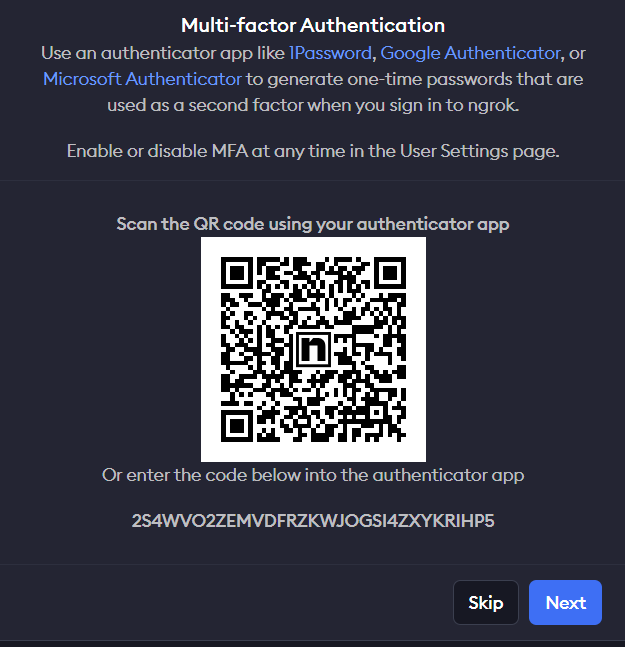 Multi-factor Authentication
Use an authenticator app like 1Password, Google Authenticator, or
Microsoft Authenticator to generate one-time passwords that are
used as a second factor when you sign in to ngrok.
Enable or disable MFA at any time in the User Settings page.
Scan the QR code using your authenticator app
n
Or enter the code below into the authenticator app
2S4WVO2ZEMVDFRZKWJOGSI4ZXYKRIHP5
Skip
Next